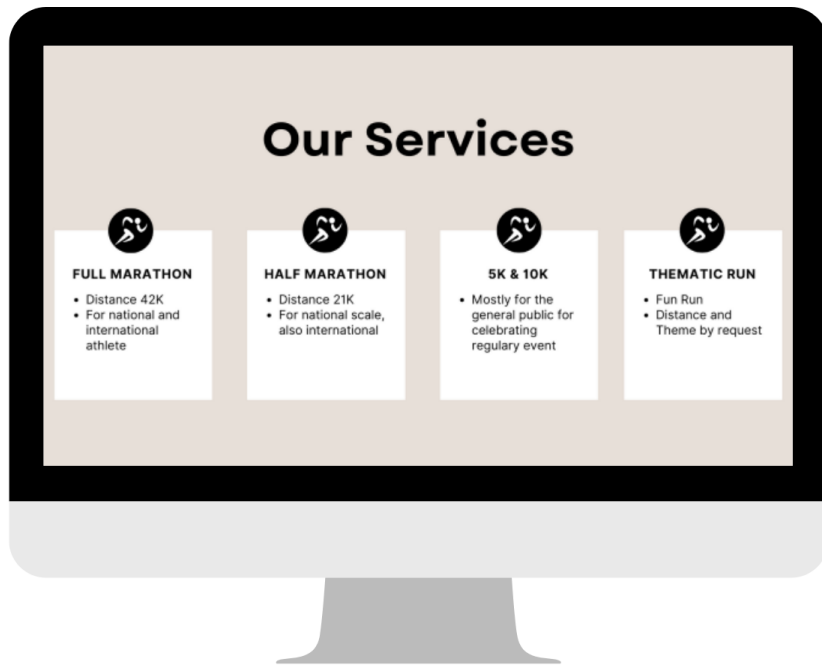 Our Services
FULL MARATHON
• Distance 42K
• For national and
international
athlete
HALF MARATHON
• Distance 21K
• For national scale,
also international
5K & 10K
• Mostly for the
general public for
celebrating
regulary event
THEMATIC RUN
• Fun Run
• Distance and
Theme by request